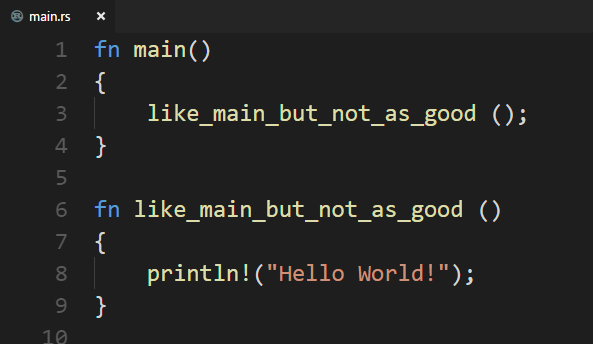 main.rs ×
1 fn main()
2 {
3     like_main_but_not_as_good ();
4 }
5
6 fn like_main_but_not_as_good ()
7 {
8     println!("Hello World!");
9 }
10